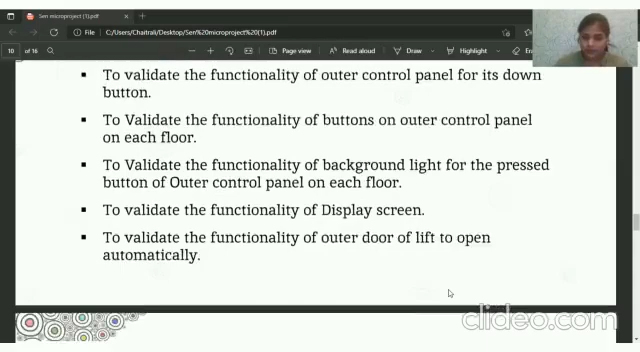 Sen microproject (1).pdf
File
C:/Users/Chaitrali/Desktop/Sen%20microproject%20(1).pdf
10 of 16
Page view
Read aloud
Draw
Highlight
▪ To validate the functionality of outer control panel for its down
button.
▪ To Validate the functionality of buttons on outer control panel
on each floor.
▪ To Validate the functionality of background light for the pressed
button of Outer control panel on each floor.
▪ To validate the functionality of Display screen.
▪ To validate the functionality of outer door of lift to open
automatically.
clideo.com